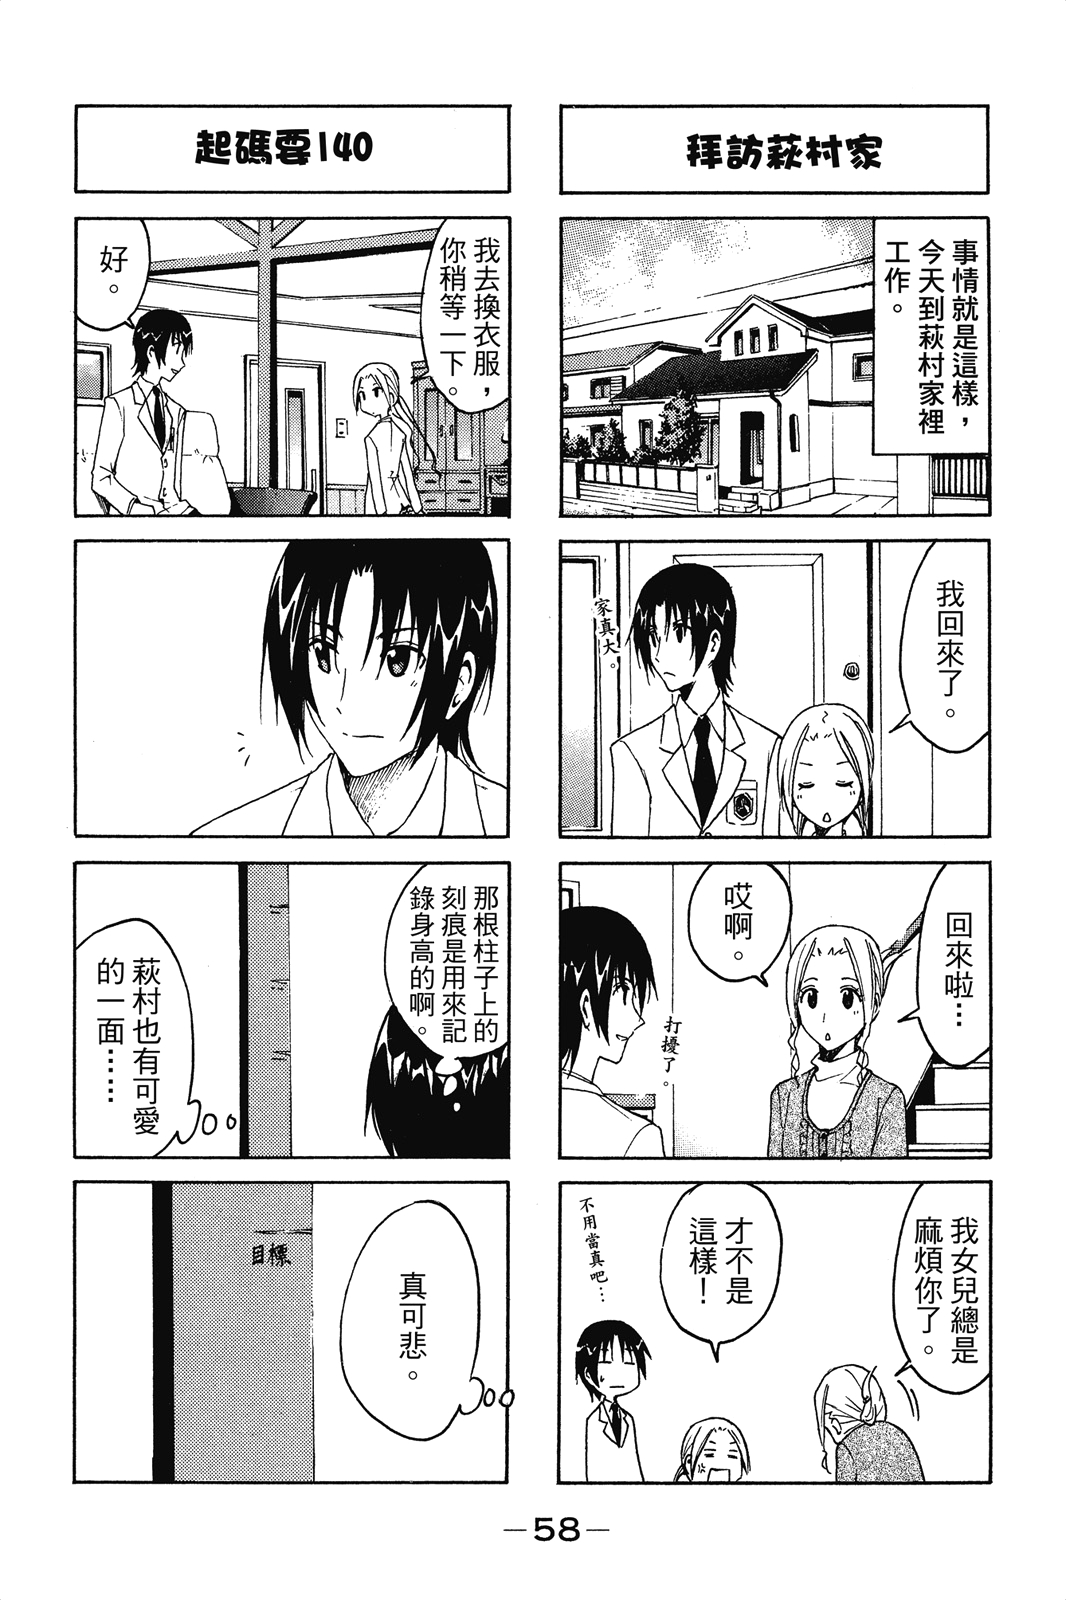 拜訪萩村家
事情就是這樣，
今天到萩村家裡
工作。
我回來了。
家真大。
回來啦…
哎啊。
打擾了。
我女兒總是
麻煩你了。
才不是
這樣！
不用當真吧…
起碼要140
我去換衣服，
你稍等一下。
好。
那根柱子上的
刻痕是用來記
錄身高的啊。
萩村也有可愛
的一面……
目標
真可悲。
—58—